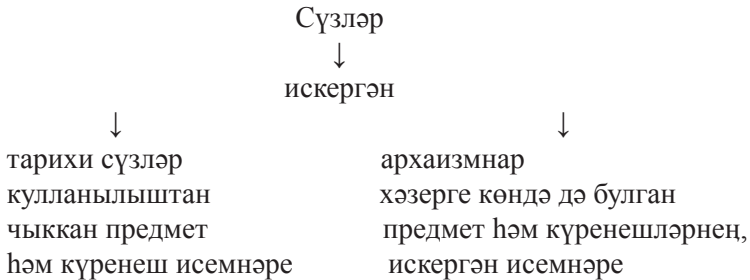 Сүзләр
↓
искергән
↓ ↓
тарихи сүзләр архаизмнар
кулланылыштан хәзерге көндә дә булган
чыккан предмет предмет һәм күренешләрнең,
һәм күренеш исемнәре искергән исемнәре